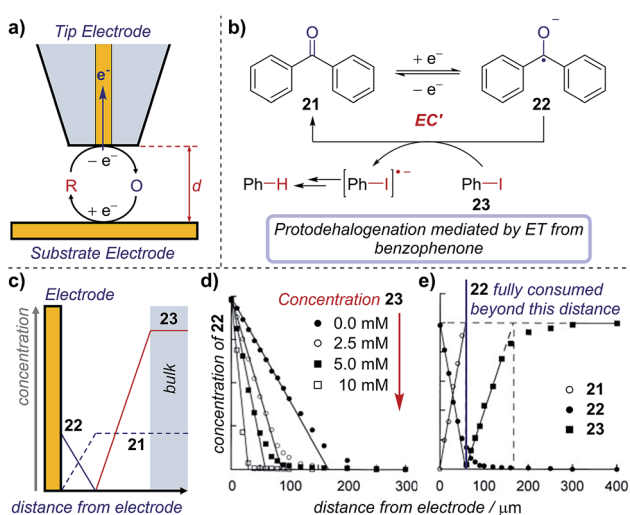 a)
Tip Electrode
e-
– e–
R
O
d
+ e–
Substrate Electrode
b)
O
21
+ e–
– e–
O–
•
22
EC'
Ph–H
[Ph–I]•–
Ph–I
23
Protodehalogenation mediated by ET from
benzophenone
c)
Electrode
concentration
22
23
21
bulk
distance from electrode
d)
Concentration 23
0.0 mM
2.5 mM
5.0 mM
10 mM
concentration of 22
0
100
200
300
e)
22 fully consumed
beyond this distance
21
22
23
0
100
200
300
400
distance from electrode / μm